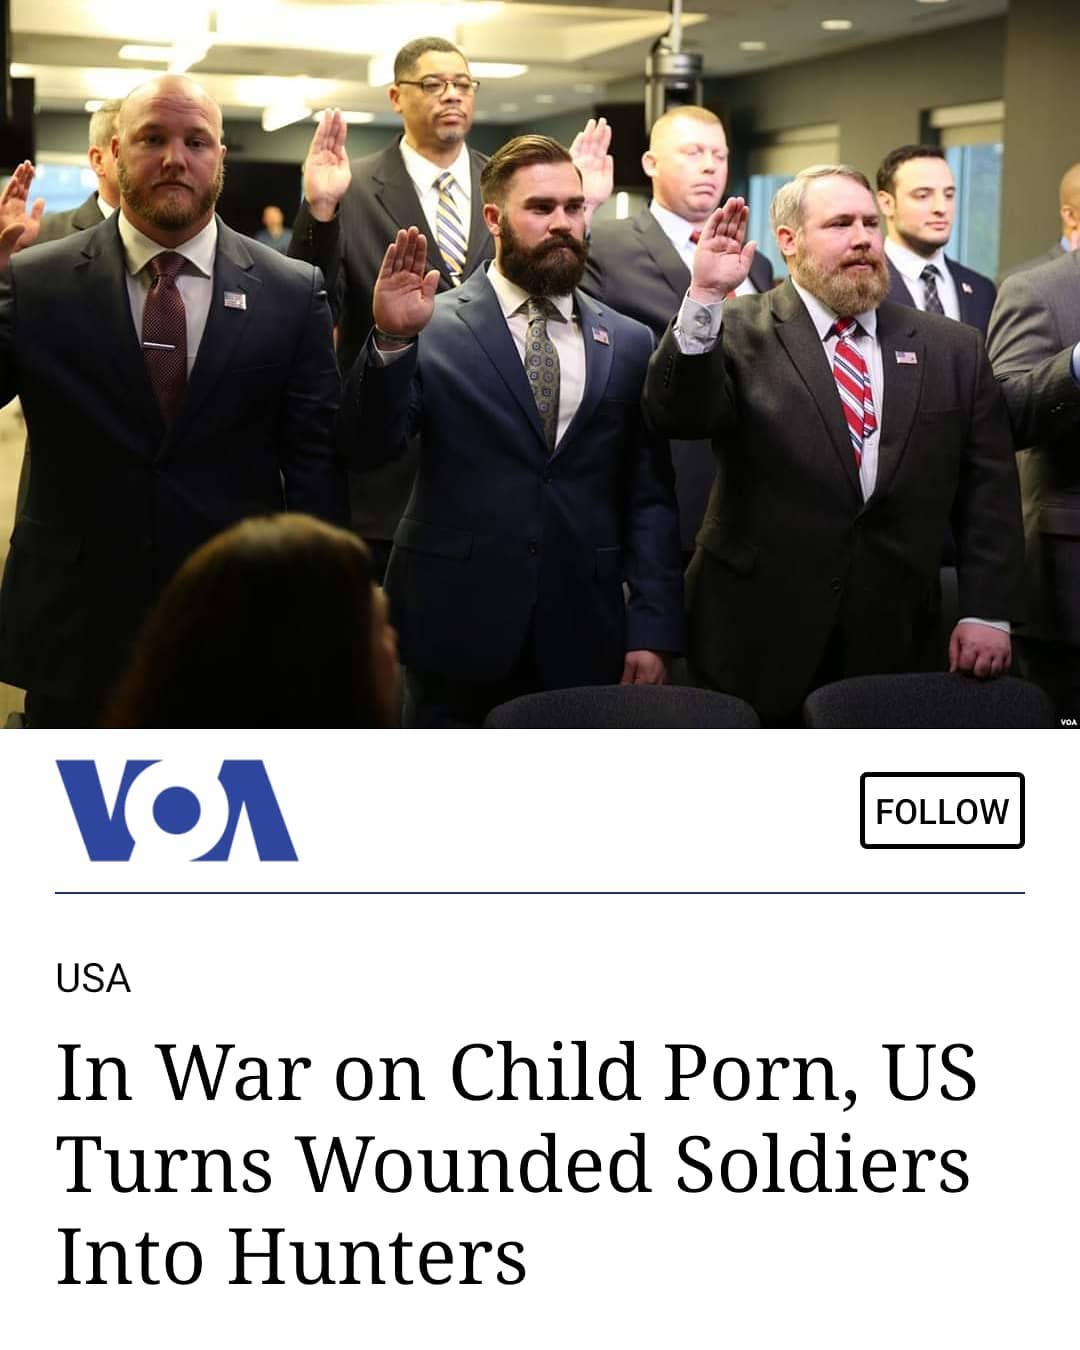 VOA
VOA
FOLLOW
USA
In War on Child Porn, US
Turns Wounded Soldiers
Into Hunters